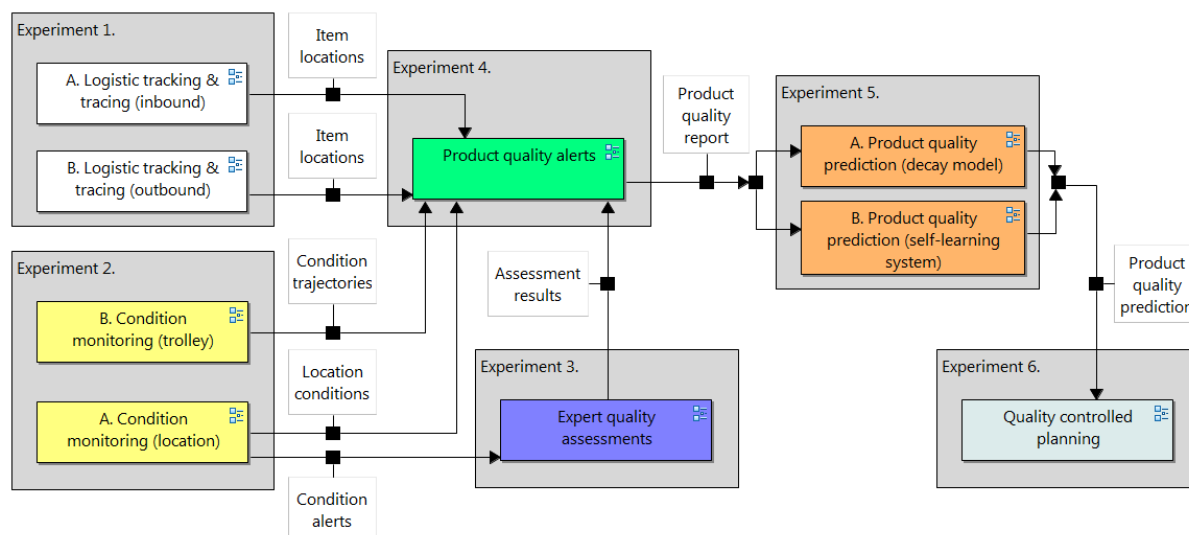 Experiment 1.
A. Logistic tracking &
tracing (inbound)
B. Logistic tracking &
tracing (outbound)
Item
locations
Item
locations
Experiment 4.
Product quality alerts
Product
quality
report
Experiment 5.
A. Product quality
prediction (decay model)
B. Product quality
prediction (self-learning
system)
Experiment 2.
B. Condition
monitoring (trolley)
A. Condition
monitoring (location)
Condition
trajectories
Location
conditions
Condition
alerts
Assessment
results
Experiment 3.
Expert quality
assessments
Product
quality
prediction
Experiment 6.
Quality controlled
planning